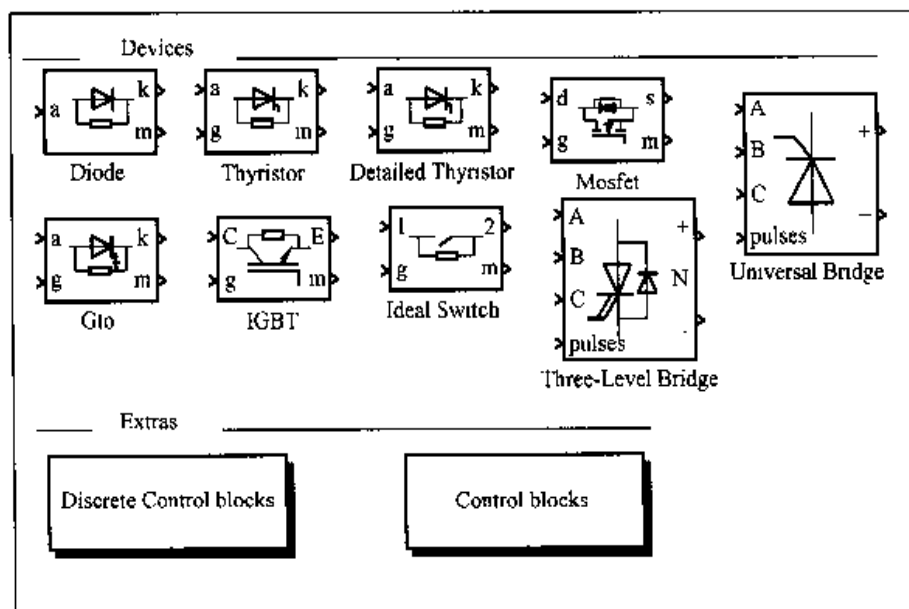 Devices
a k m
Diode
a g k m
Thyristor
a g k m
Detailed Thyristor
d g s m
Mosfet
A B C pulses + −
Universal Bridge
a g k m
Gto
C g E m
IGBT
1 g 2 m
Ideal Switch
A B C pulses + N -
Three-Level Bridge
Extras
Discrete Control blocks
Control blocks